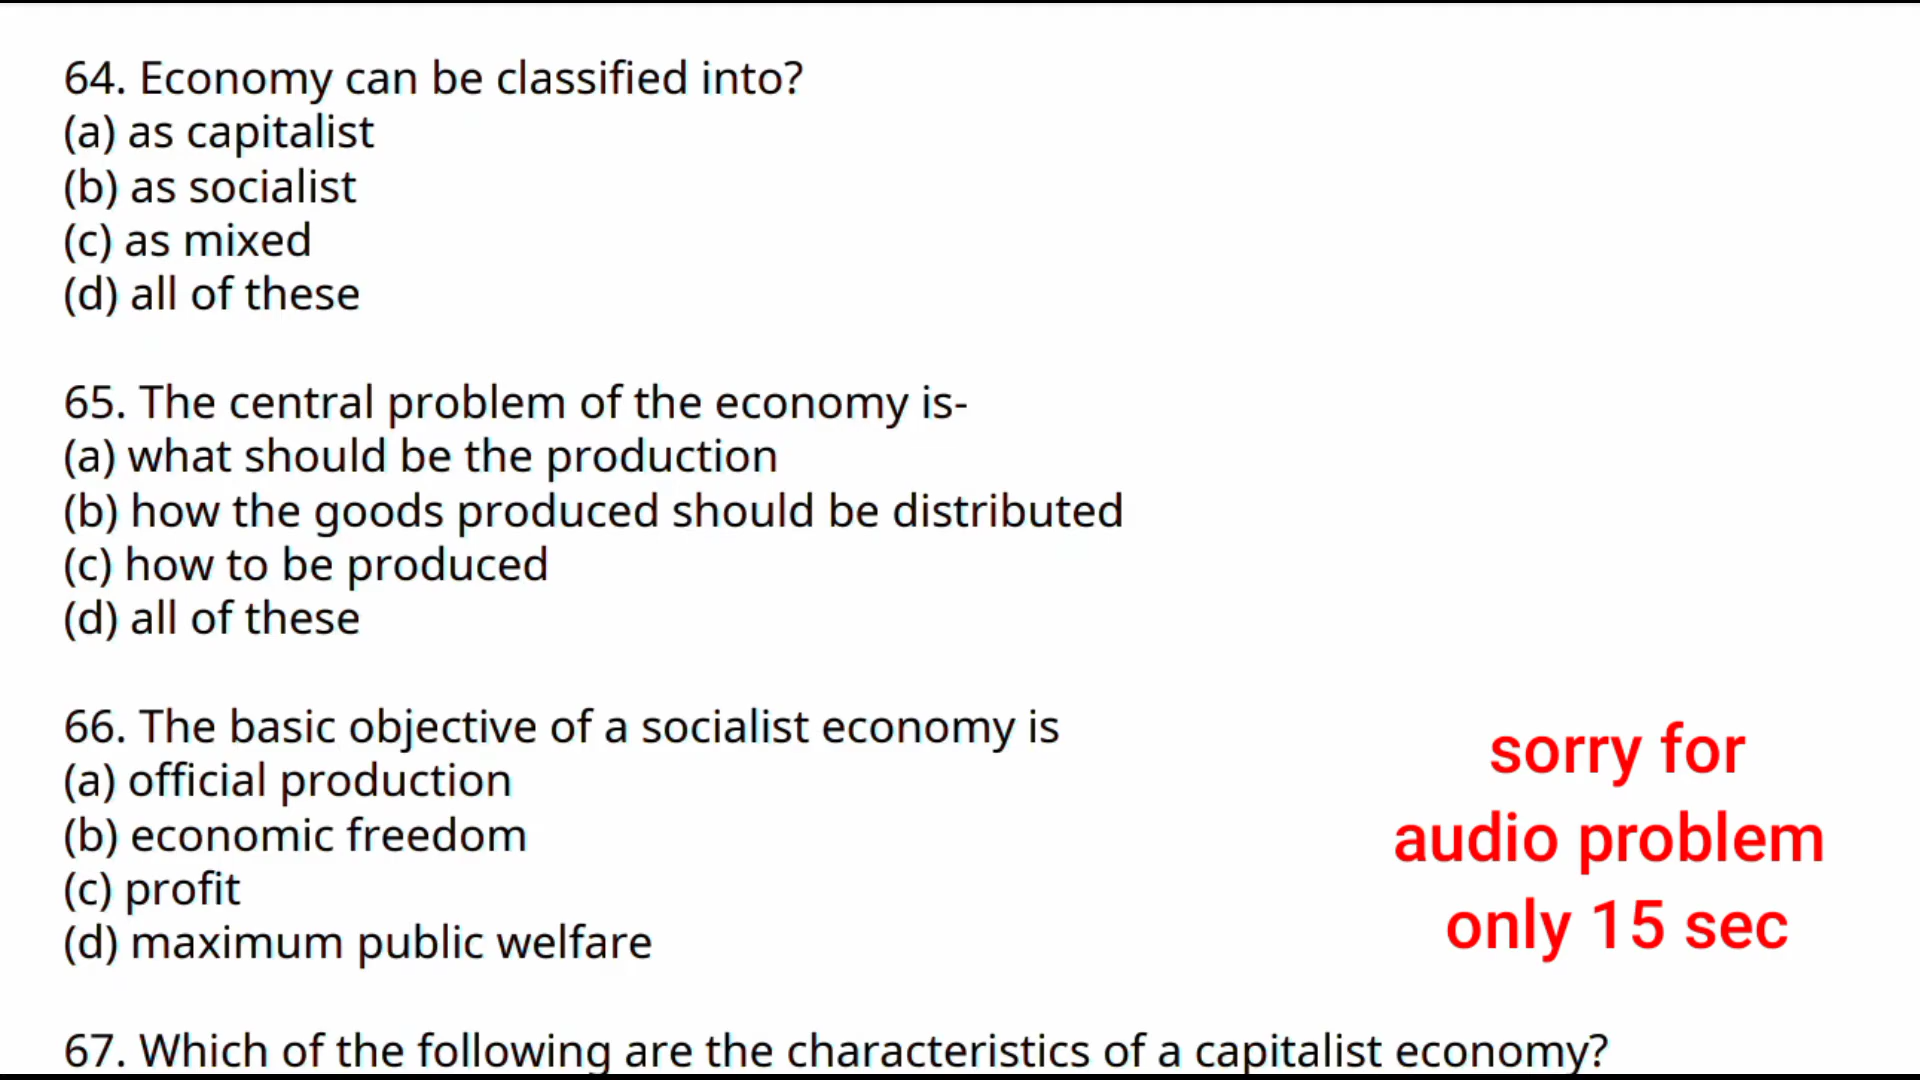 64. Economy can be classified into?
(a) as capitalist
(b) as socialist
(c) as mixed
(d) all of these
65. The central problem of the economy is-
(a) what should be the production
(b) how the goods produced should be distributed
(c) how to be produced
(d) all of these
66. The basic objective of a socialist economy is
(a) official production
(b) economic freedom
(c) profit
(d) maximum public welfare
67. Which of the following are the characteristics of a capitalist economy?
sorry for
audio problem
only 15 sec